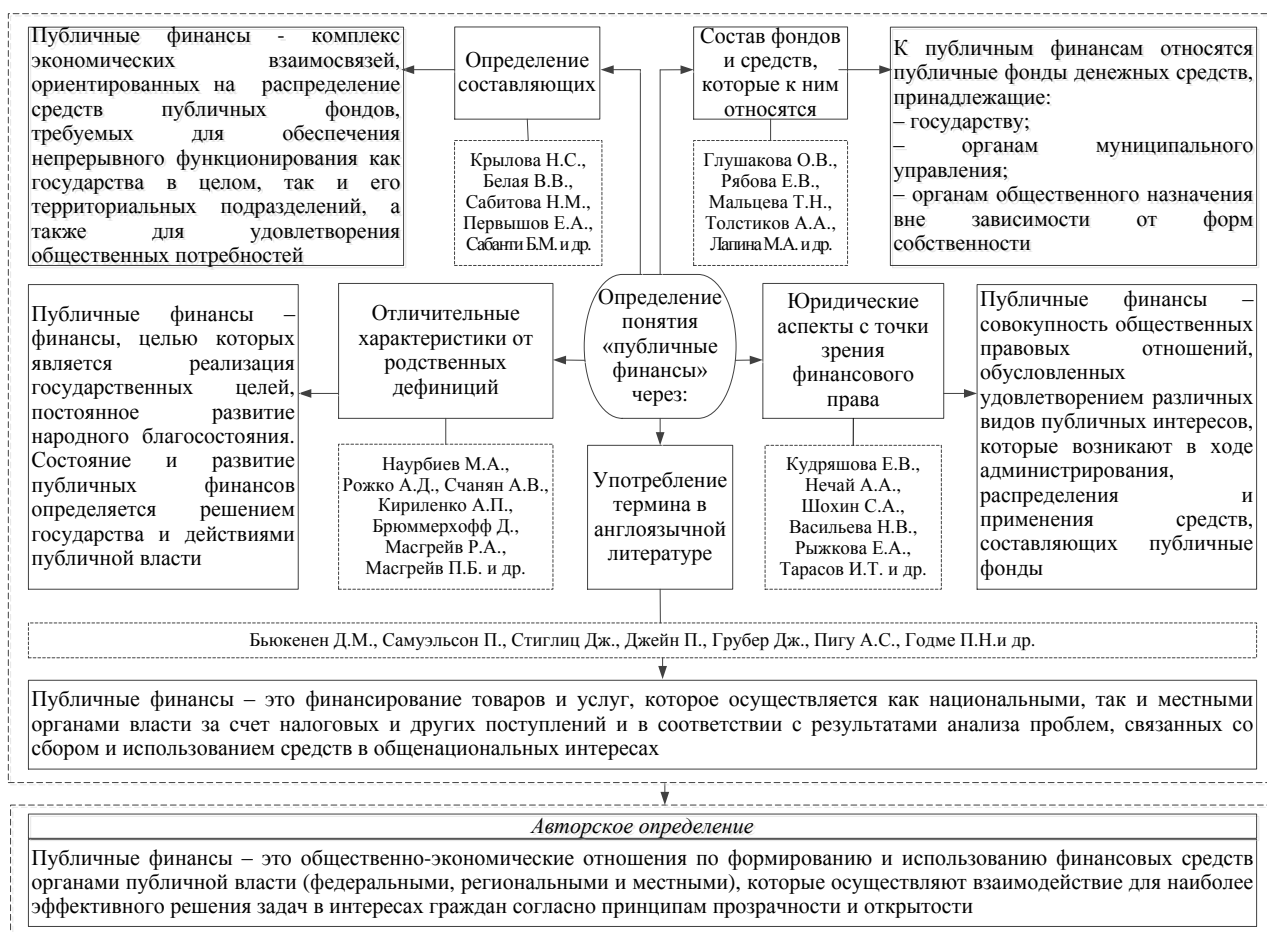 Публичные финансы - комплекс
экономических взаимосвязей,
ориентированных на распределение
средств публичных фондов,
требуемых для обеспечения
непрерывного функционирования как
государства в целом, так и его
территориальных подразделений, а
также для удовлетворения
общественных потребностей
Определение
составляющих
Крылова Н.С.,
Белая В.В.,
Сабитова Н.М.,
Первышов Е.А.,
Сабанти Б.М. и др.
Состав фондов
и средств,
которые к ним
относятся
Глушакова О.В.,
Рябова Е.В.,
Мальцева Т.Н.,
Толстиков А.А.,
Лапина М.А. и др.
К публичным финансам относятся
публичные фонды денежных средств,
принадлежащие:
– государству;
– органам муниципального
управления;
– органам общественного назначения
вне зависимости от форм
собственности
Публичные финансы –
финансы, целью которых
является реализация
государственных целей,
постоянное развитие
народного благосостояния.
Состояние и развитие
публичных финансов
определяется решением
государства и действиями
публичной власти
Отличительные
характеристики от
родственных
дефиниций
Наурбиев М.А.,
Рожко А.Д., Счанян А.В.,
Кириленко А.П.,
Брюммерхофф Д.,
Масгрейв Р.А.,
Масгрейв П.Б. и др.
Определение
понятия
«публичные
финансы» через:
Употребление
термина в
англоязычной
литературе
Юридические
аспекты с точки
зрения
финансового
права
Кудряшова Е.В.,
Нечай А.А.,
Шохин С.А.,
Васильева Н.В.,
Рыжкова Е.А.,
Тарасов И.Т. и др.
Публичные финансы –
совокупность общественных
правовых отношений,
обусловленных
удовлетворением различных
видов публичных интересов,
которые возникают в ходе
администрирования,
распределения и
применения средств,
составляющих публичные
фонды
Бьюкенен Д.М., Самуэльсон П., Стиглиц Дж., Джейн П., Грубер Дж., Пигу А.С., Годме П.Н.и др.
Публичные финансы – это финансирование товаров и услуг, которое осуществляется как национальными, так и местными
органами власти за счет налоговых и других поступлений и в соответствии с результатами анализа проблем, связанных со
сбором и использованием средств в общенациональных интересах
Авторское определение
Публичные финансы – это общественно-экономические отношения по формированию и использованию финансовых средств
органами публичной власти (федеральными, региональными и местными), которые осуществляют взаимодействие для наиболее
эффективного решения задач в интересах граждан согласно принципам прозрачности и открытости